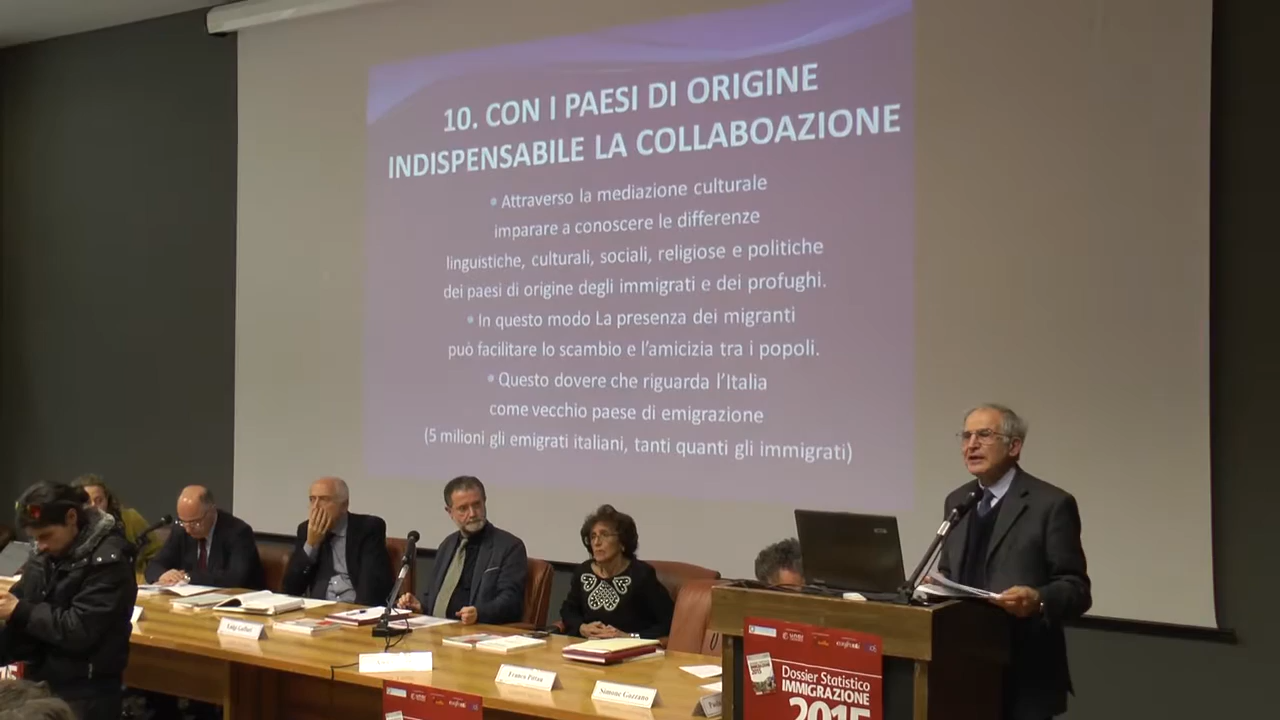 10. CON I PAESI DI ORIGINE
INDISPENSABILE LA COLLABOAZIONE
• Attraverso la mediazione culturale
imparare a conoscere le differenze
linguistiche, culturali, sociali, religiose e politiche
dei paesi di origine degli immigrati e dei profughi.
• In questo modo La presenza dei migranti
può facilitare lo scambio e l'amicizia tra i popoli.
• Questo dovere che riguarda l'Italia
come vecchio paese di emigrazione
(5 milioni gli emigrati italiani, tanti quanti gli immigrati)
Franco Pittau
Simone Gozzano
Dossier Statistico
IMMIGRAZIONE
2015